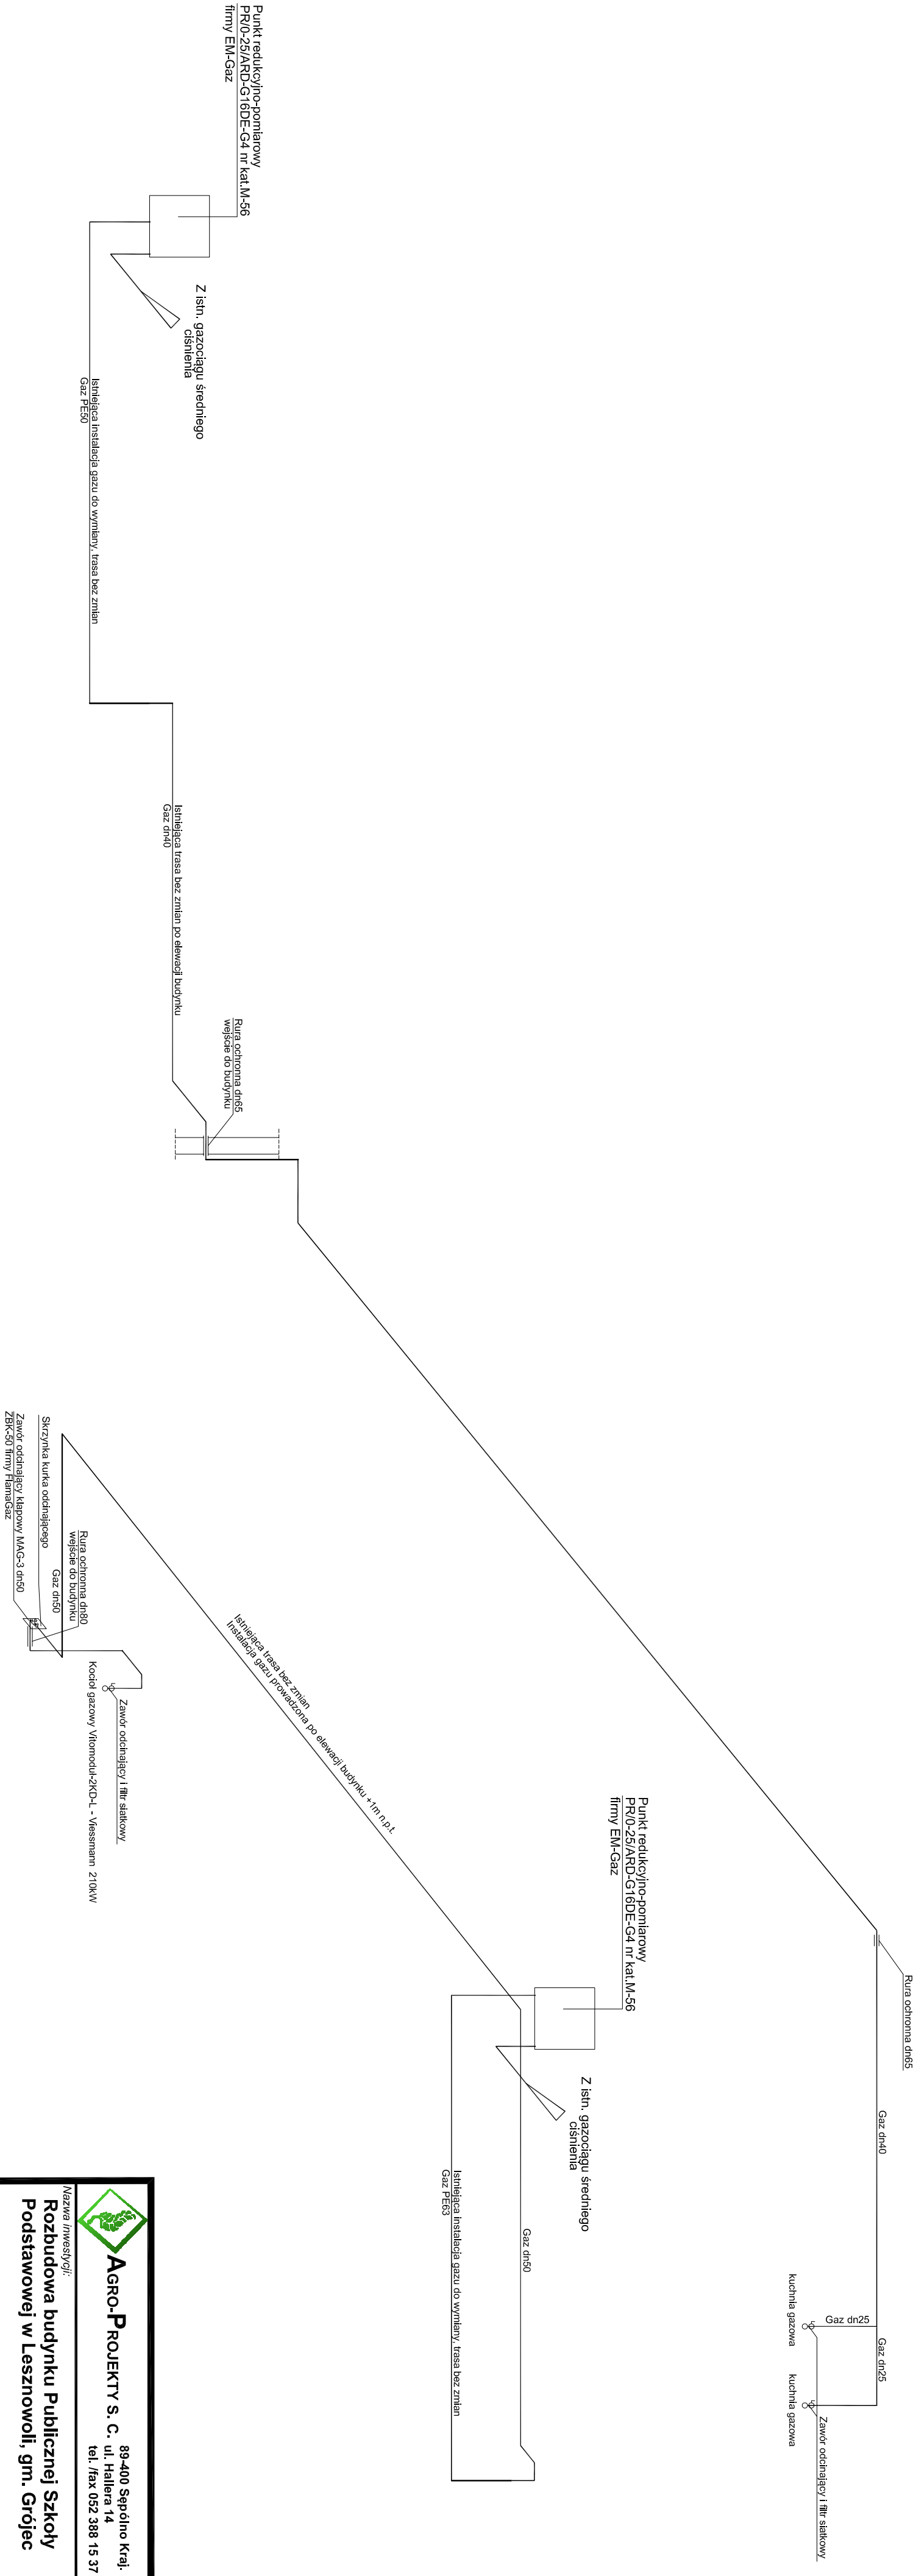 Punkt redukcyjno-pomiarowy
PR/0-25/ARD-G16DE-G4 nr kat.M-56
firmy EM-Gaz
Z istn. gazociągu średniego
ciśnienia
Istniejąca instalacja gazu do wymiany, trasa bez zmian
Gaz PE50
Istniejąca trasa bez zmian po elewacji budynku
Gaz dn40
Rura ochronna dn65
wejście do budynku
Rura ochronna dn65
Gaz dn40
Gaz dn25
Gaz dn25
kuchnia gazowa
kuchnia gazowa
Zawór odcinający i filtr siatkowy
Punkt redukcyjno-pomiarowy
PR/0-25/ARD-G16DE-G4 nr kat.M-56
firmy EM-Gaz
Z istn. gazociągu średniego
ciśnienia
Gaz dn50
Istniejąca instalacja gazu do wymiany, trasa bez zmian
Gaz PE63
Istniejąca trasa bez zmian
Instalacja gazu prowadzona po elewacji budynku +1m n.p.t.
Rura ochronna dn80
wejście do budynku
Gaz dn50
Skrzynka kurka odcinającego
Zawór odcinający klapowy MAG-3 dn50
ZBK-50 firmy FlamaGaz
Zawór odcinający i filtr siatkowy
Kocioł gazowy Vitomodul-2KD-L - Viessmann 210kW
AGRO-PROJEKTY S. C.
89-400 Sępólno Kraj.
ul. Hallera 14
tel. /fax 052 388 15 37
Nazwa inwestycji:
Rozbudowa budynku Publicznej Szkoły
Podstawowej w Lesznowoli, gm. Grójec